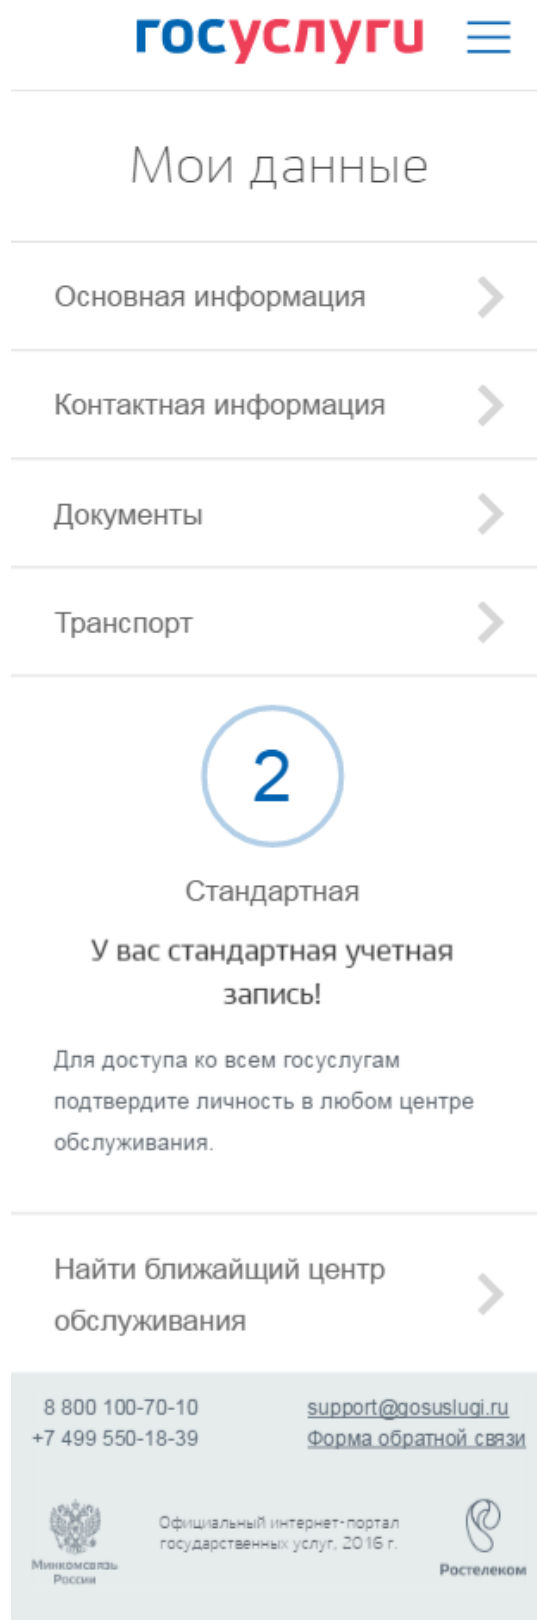 госуслуги
Мои данные
Основная информация
Контактная информация
Документы
Транспорт
2
Стандартная
У вас стандартная учетная
запись!
Для доступа ко всем госуслугам
подтвердите личность в любом центре
обслуживания.
Найти ближайщий центр
обслуживания
8 800 100-70-10
+7 499 550-18-39
support@gosuslugi.ru
Форма обратной связи
Минкомсвязь
России
Официальный интернет-портал
государственных услуг, 2016 г.
Ростелеком